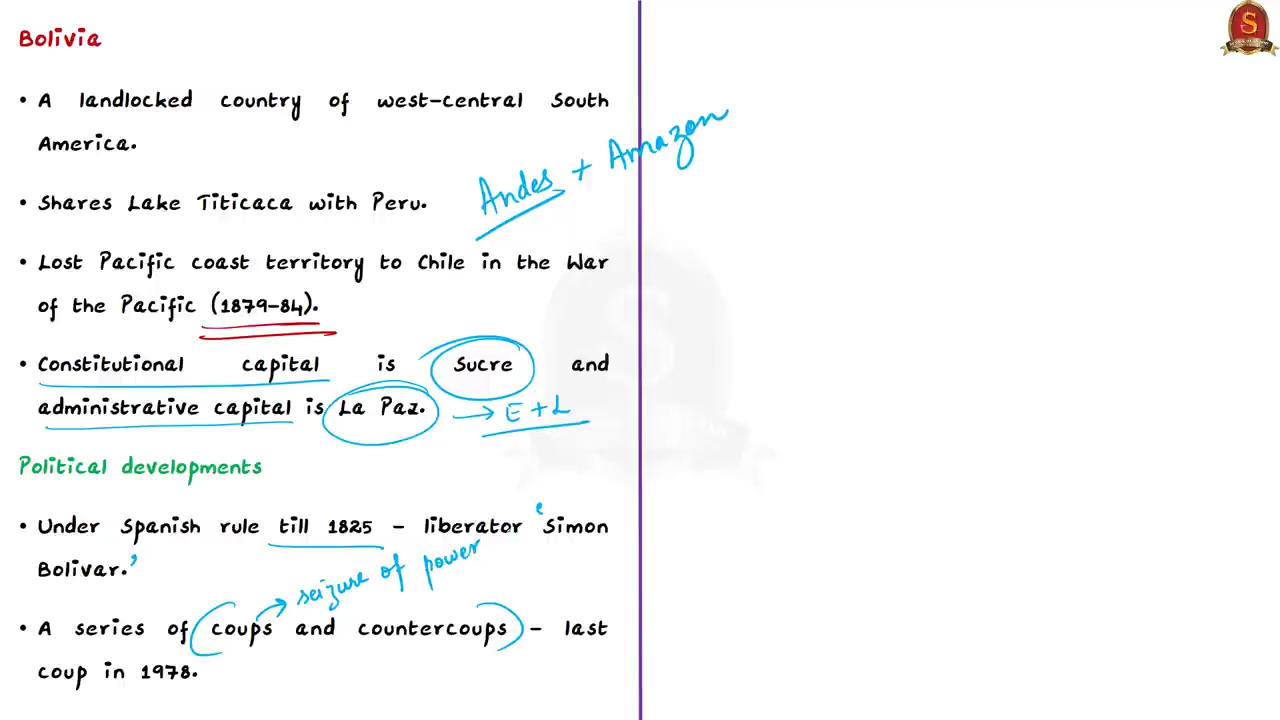 Bolivia
• A landlocked country of west-central South
America.
Andes + Amazon
• Shares Lake Titicaca with Peru.
• Lost Pacific coast territory to Chile in the War
of the Pacific (1879-84).
• Constitutional capital is Sucre and
administrative capital is La Paz. → E + L
Political developments
• Under Spanish rule till 1825 - liberator 'Simon
Bolivar.'
→ seizure of power
• A series of (coups and countercoups) - last
coup in 1978.
S